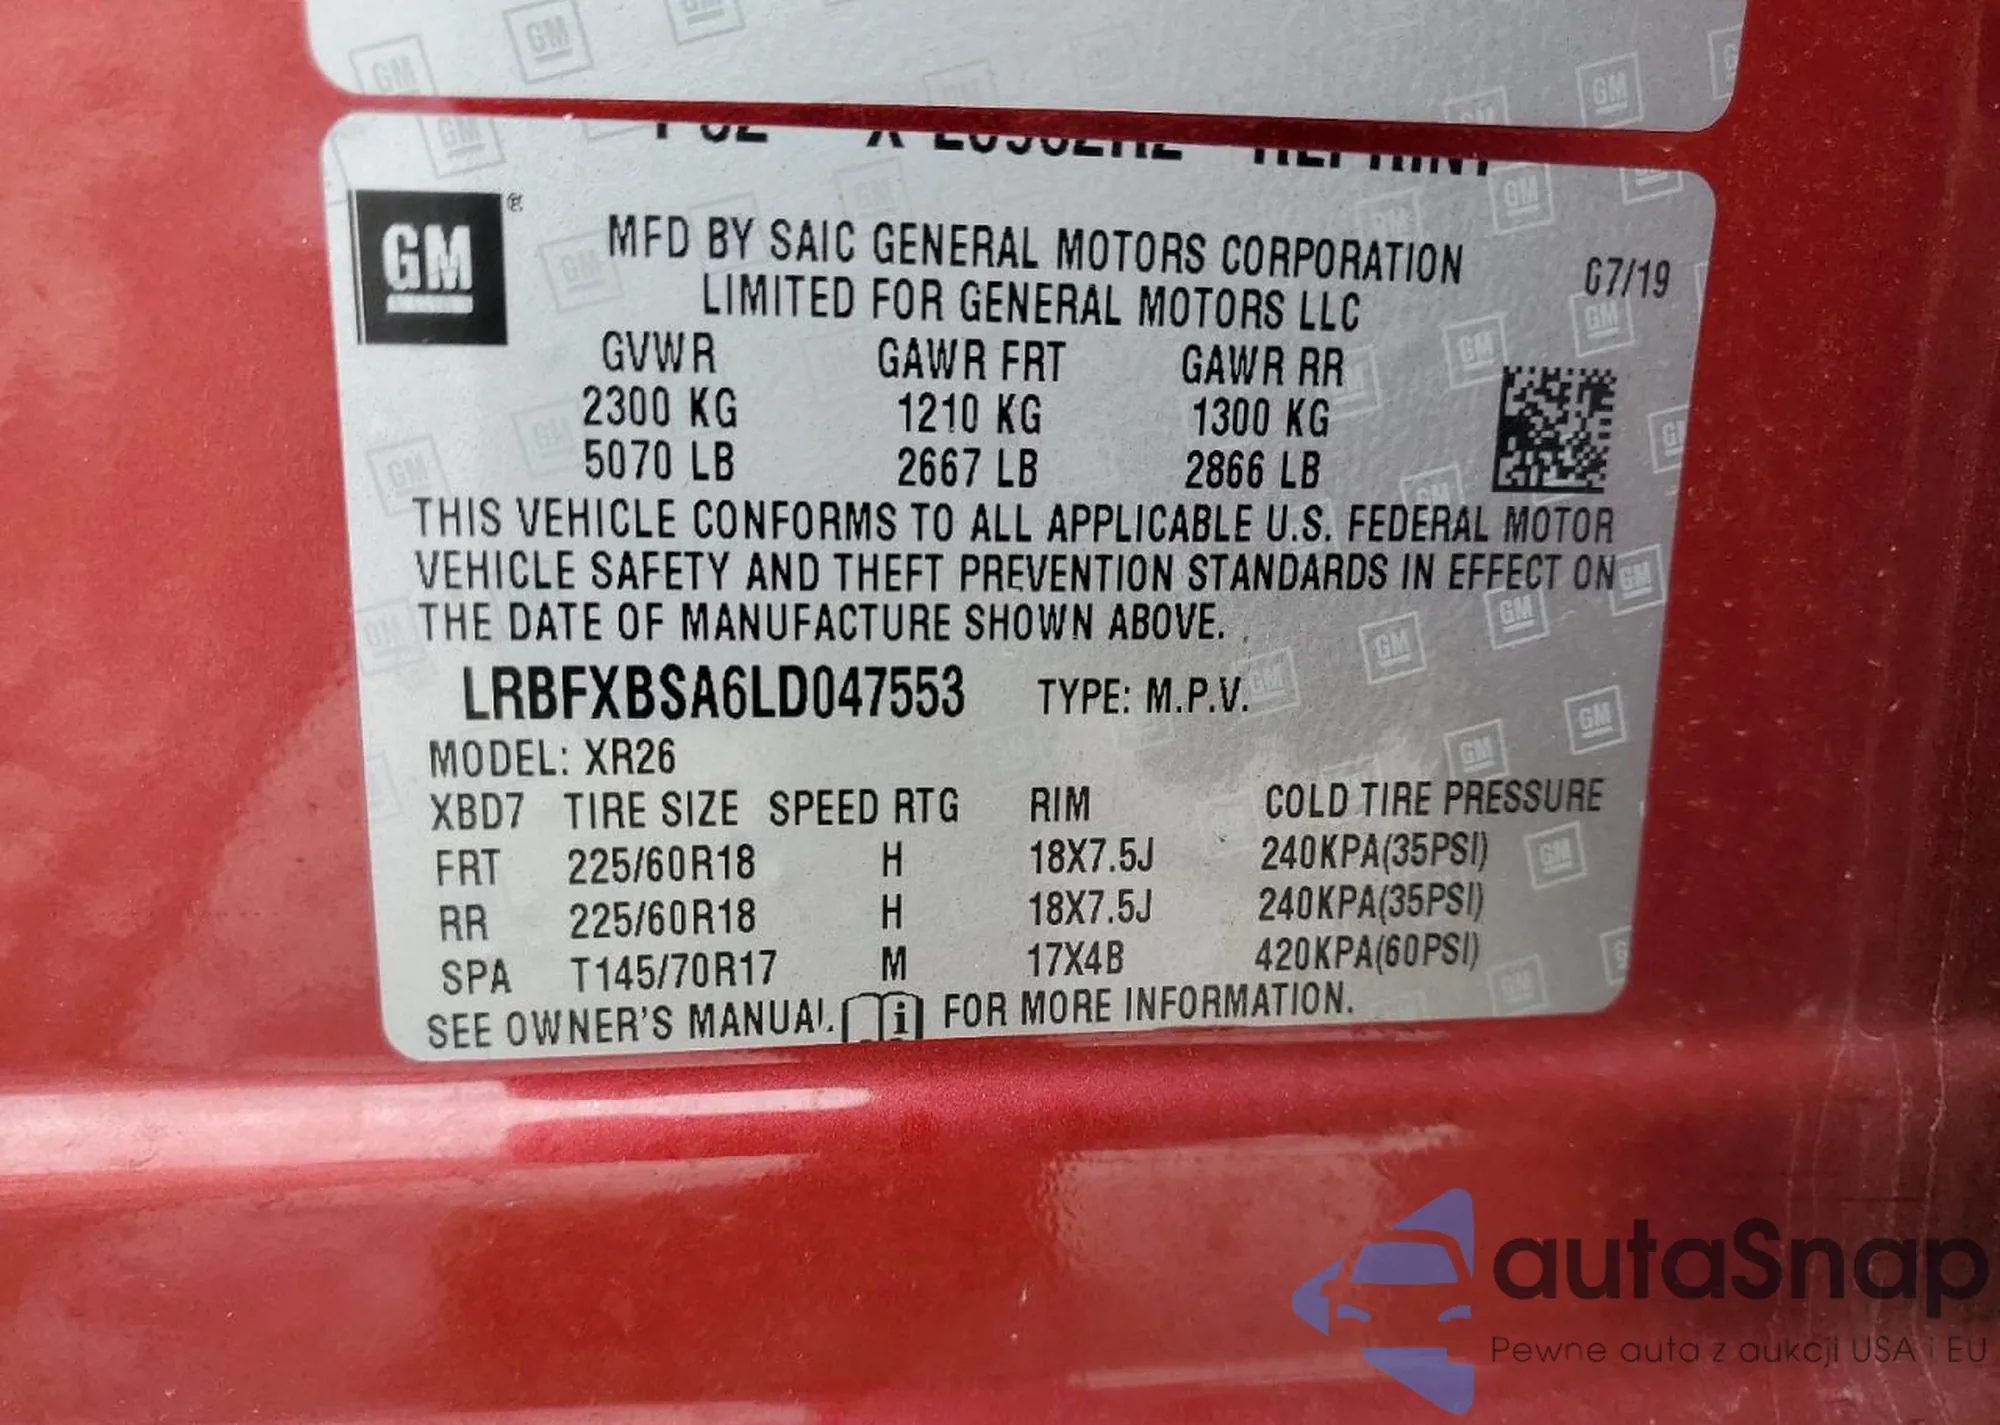 GM
MFD BY SAIC GENERAL MOTORS CORPORATION
LIMITED FOR GENERAL MOTORS LLC
07/19
GVWR GAWR FRT GAWR RR
2300 KG 1210 KG 1300 KG
5070 LB 2667 LB 2866 LB
THIS VEHICLE CONFORMS TO ALL APPLICABLE U.S. FEDERAL MOTOR
VEHICLE SAFETY AND THEFT PREVENTION STANDARDS IN EFFECT ON
THE DATE OF MANUFACTURE SHOWN ABOVE.
LRBFXBSA6LD047553 TYPE: M.P.V.
MODEL: XR26
XBD7 TIRE SIZE SPEED RTG RIM COLD TIRE PRESSURE
FRT 225/60R18 H 18X7.5J 240KPA(35PSI)
RR 225/60R18 H 18X7.5J 240KPA(35PSI)
SPA T145/70R17 M 17X4B 420KPA(60PSI)
SEE OWNER'S MANUAL. i FOR MORE INFORMATION.
autaSnap
Pewne auta z aukcji USA i EU